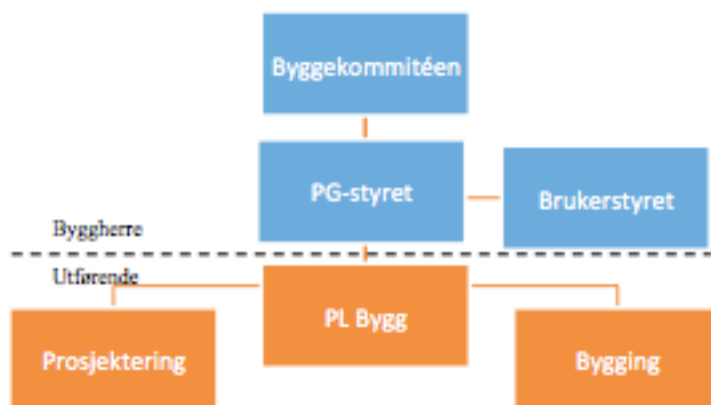 Byggekommitéen
PG-styret
Brukerstyret
Byggherre
Utførende
PL Bygg
Prosjektering
Bygging